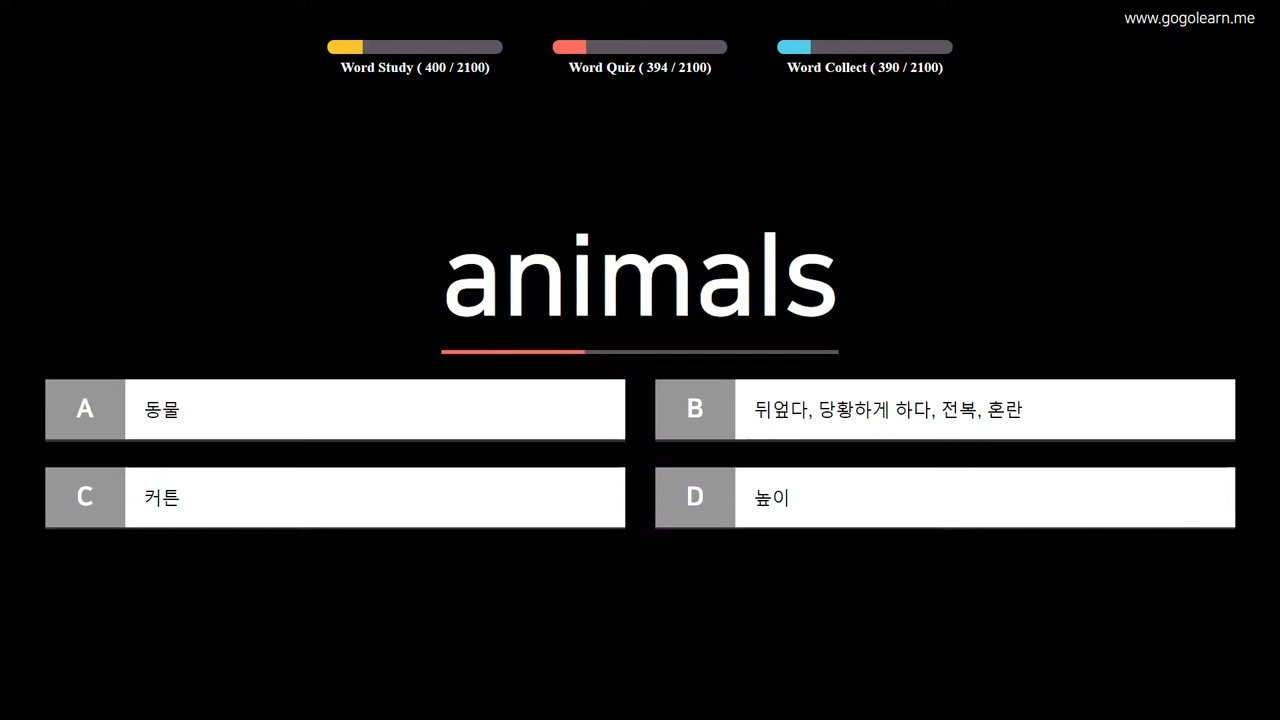 www.gogolearn.me
Word Study ( 400 / 2100)
Word Quiz ( 394 / 2100)
Word Collect ( 390 / 2100)
animals
A 동물
B 뒤엎다, 당황하게 하다, 전복, 혼란
C 커튼
D 높이